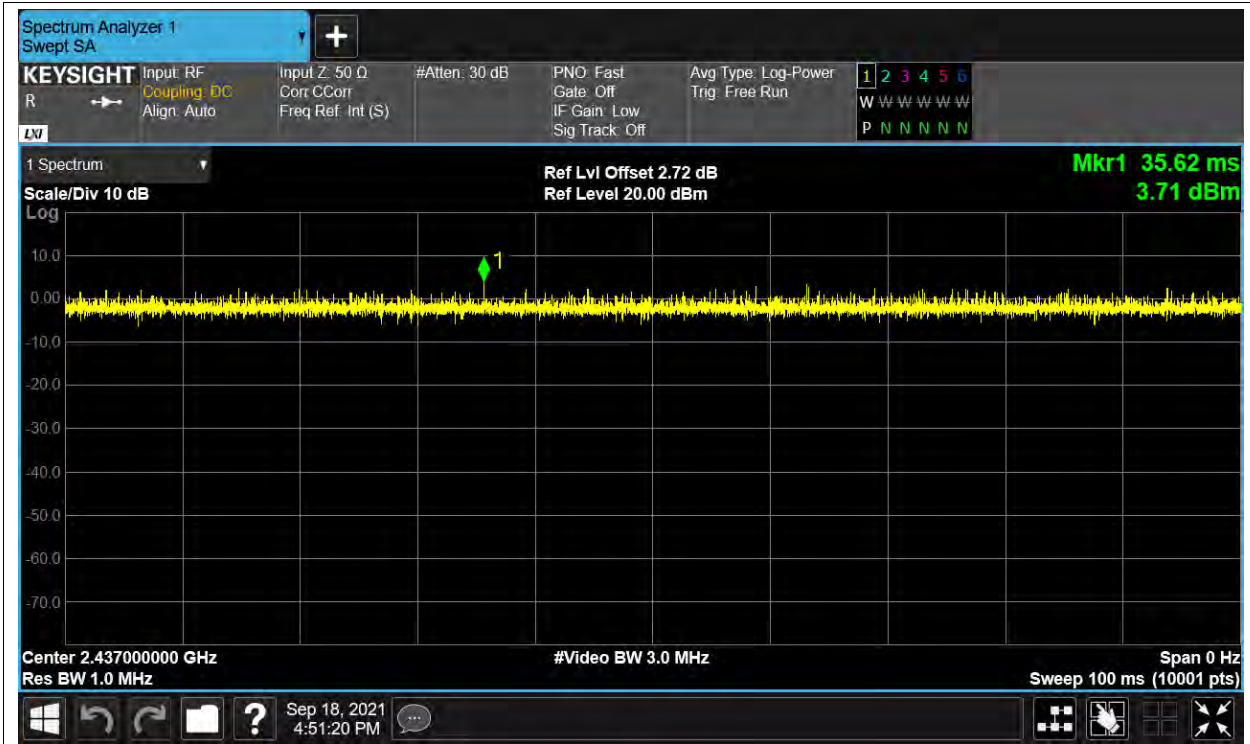 Spectrum Analyzer 1
Swept SA
+
KEYSIGHT
R
LXI
Input: RF
Coupling: DC
Align: Auto
Input Z: 50 Ω
Corr CCorr
Freq Ref: Int (S)
#Atten: 30 dB
PNO: Fast
Gate: Off
IF Gain: Low
Sig Track: Off
Avg Type: Log-Power
Trig: Free Run
1 2 3 4 5 6
W W W W W W
P N N N N N
1 Spectrum
Scale/Div 10 dB
Log
Ref Lvl Offset 2.72 dB
Ref Level 20.00 dBm
Mkr1 35.62 ms
3.71 dBm
1
10.0
0.00
-10.0
-20.0
-30.0
-40.0
-50.0
-60.0
-70.0
Center 2.437000000 GHz
Res BW 1.0 MHz
#Video BW 3.0 MHz
Span 0 Hz
Sweep 100 ms (10001 pts)
?
Sep 18, 2021
4:51:20 PM